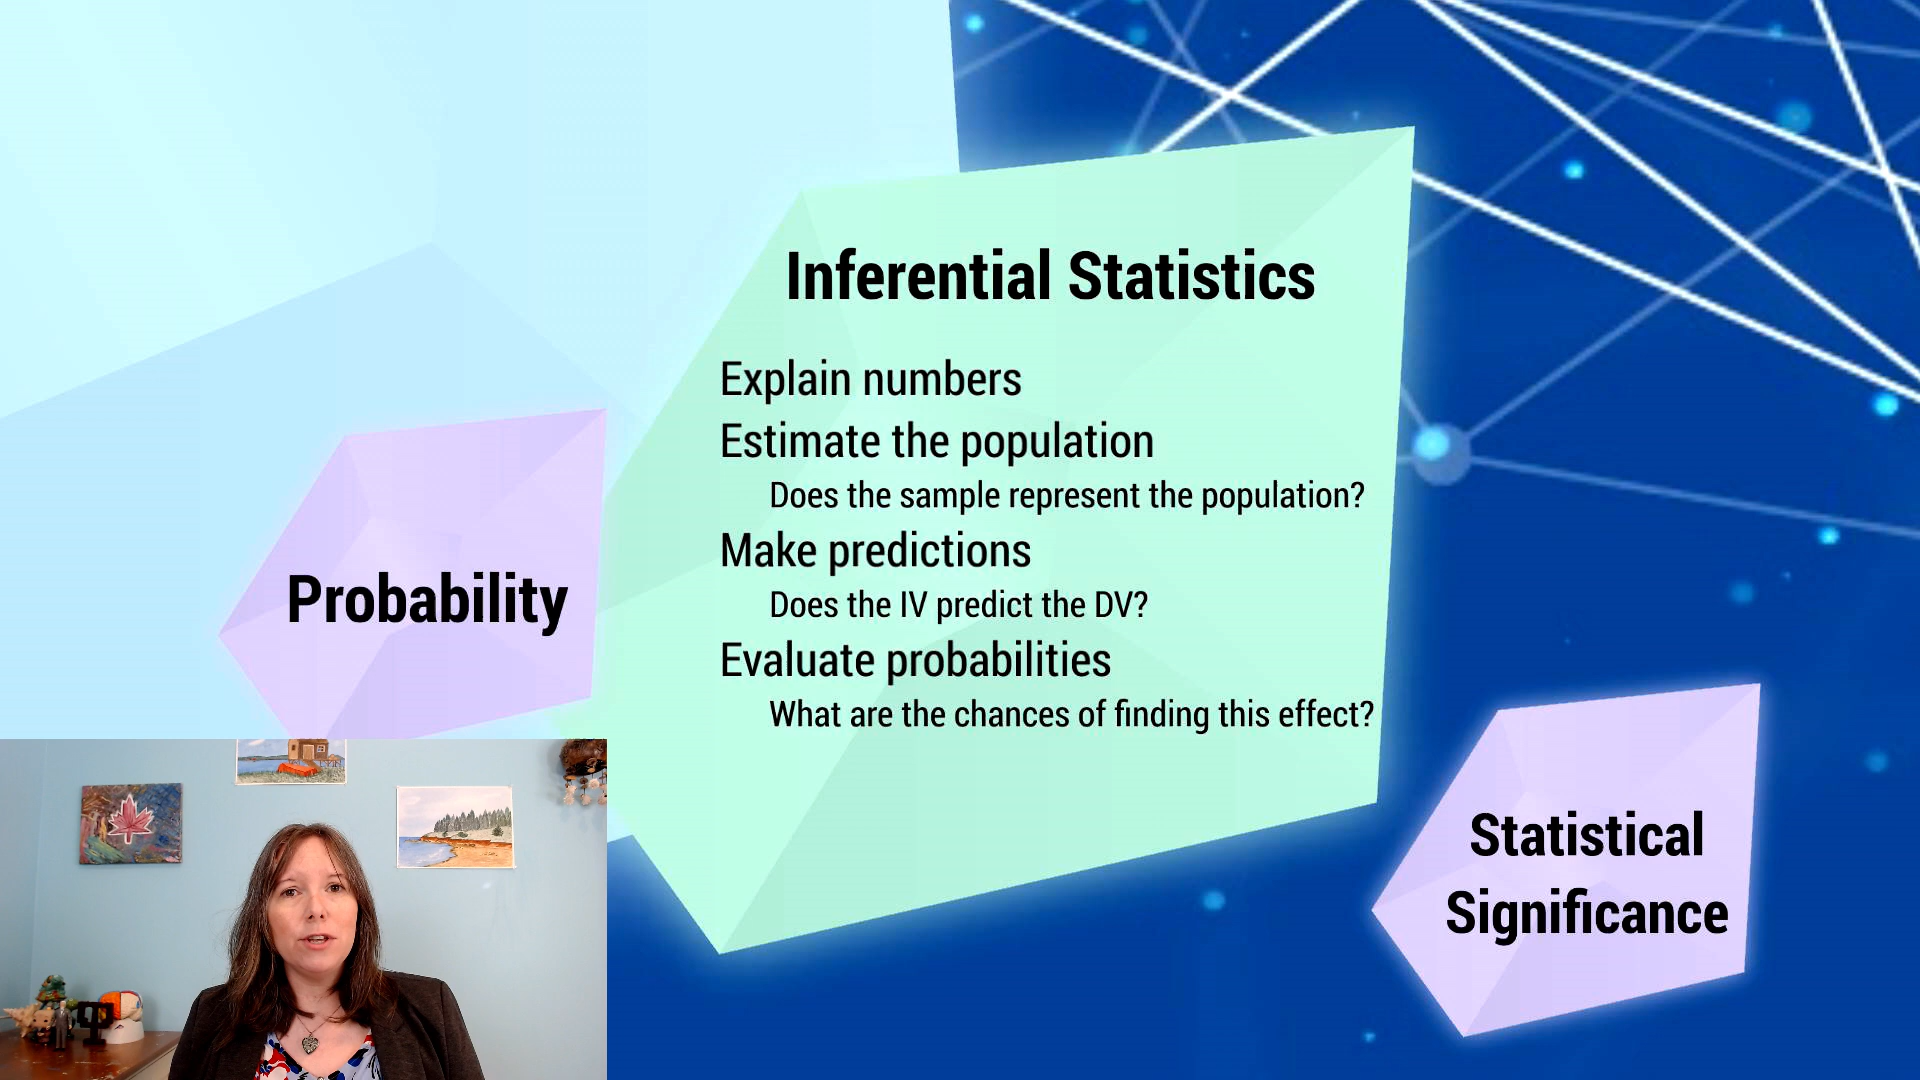 Inferential Statistics
Explain numbers
Estimate the population
Does the sample represent the population?
Make predictions
Does the IV predict the DV?
Evaluate probabilities
What are the chances of finding this effect?
Probability
Statistical
Significance